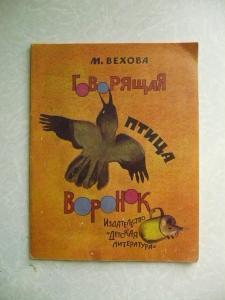 М. ВЕХОВА
ГОВОРЯЩАЯ
ПТИЦА
ВОРОНОК
ИЗДАТЕЛЬСТВО
"ДЕТСКАЯ
ЛИТЕРАТУРА"